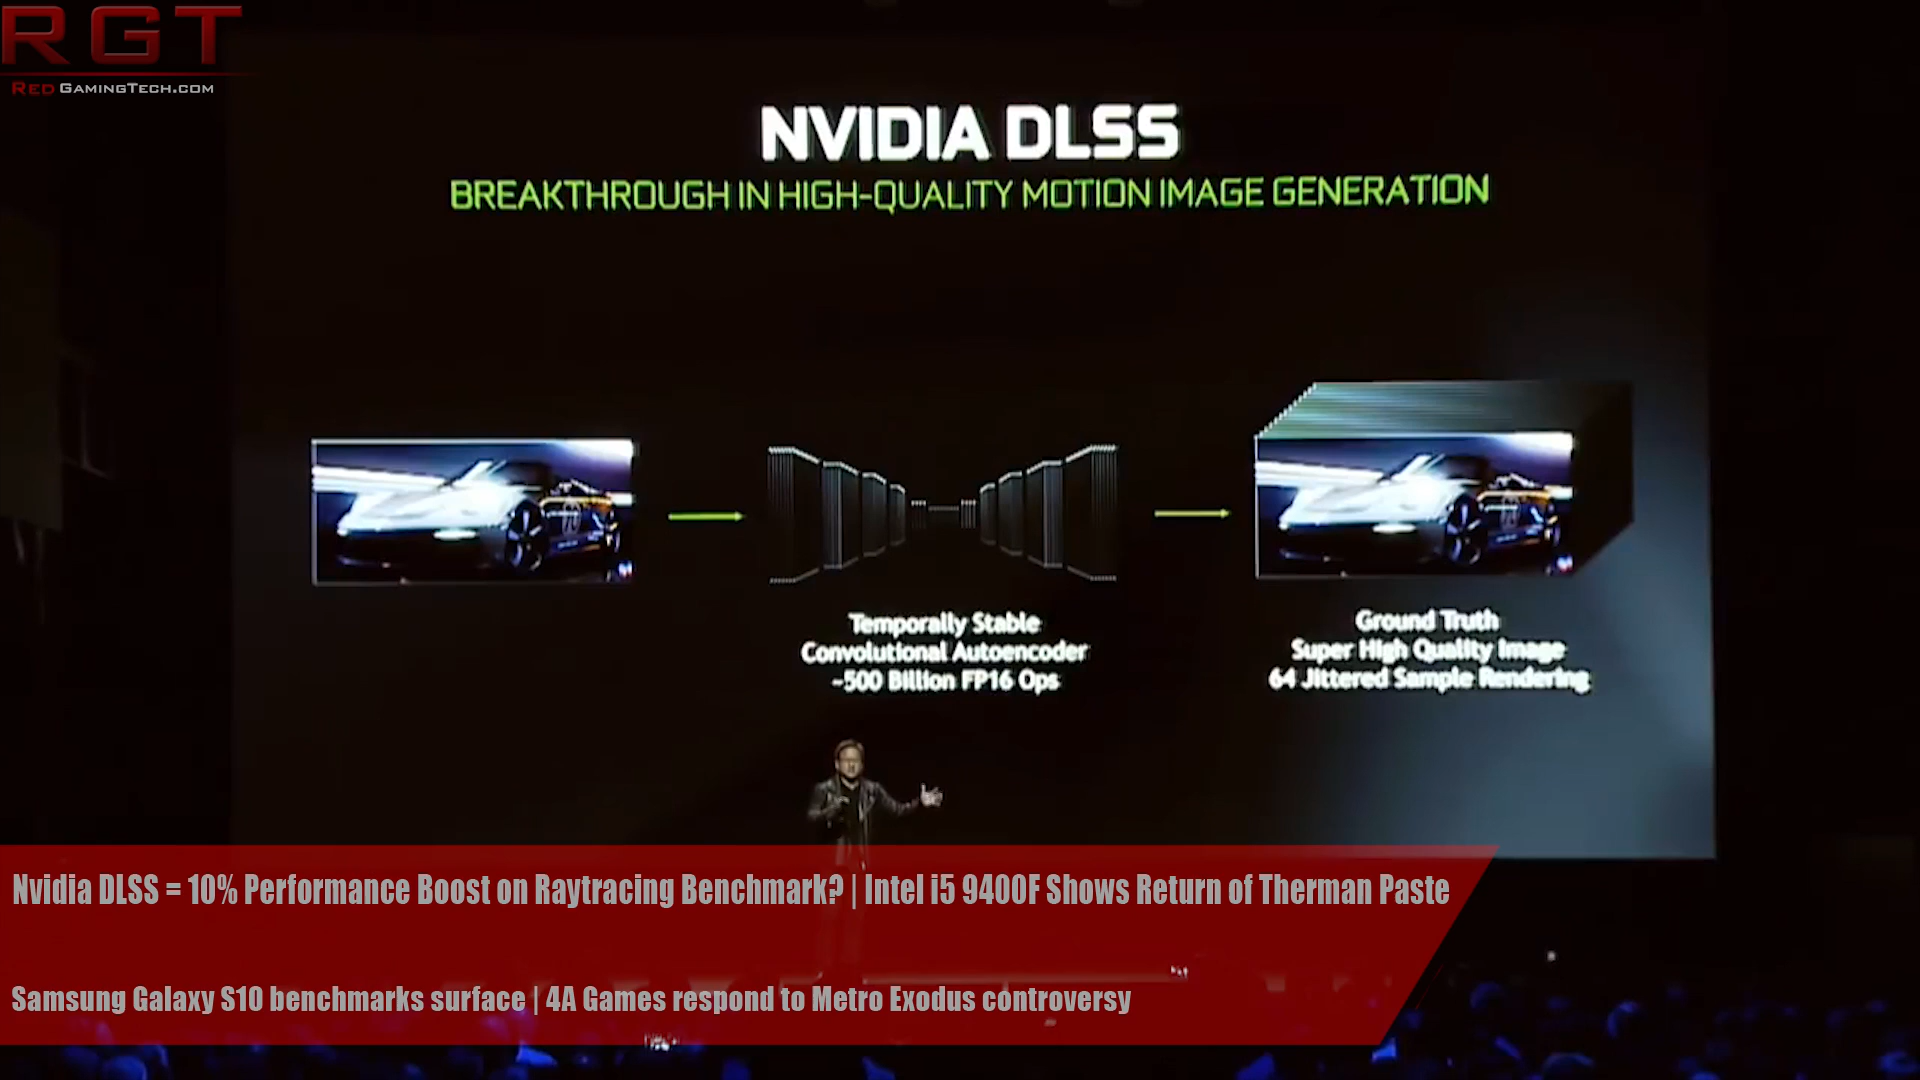 RGT
RED GAMINGTECH.COM
NVIDIA DLSS
BREAKTHROUGH IN HIGH-QUALITY MOTION IMAGE GENERATION
Temporally Stable
Convolutional Autoencoder
~500 Billion FP16 Ops
Ground Truth
Super High Quality Image
64 Jittered Sample Rendering
Nvidia DLSS = 10% Performance Boost on Raytracing Benchmark? | Intel i5 9400F Shows Return of Therman Paste
Samsung Galaxy S10 benchmarks surface | 4A Games respond to Metro Exodus controversy